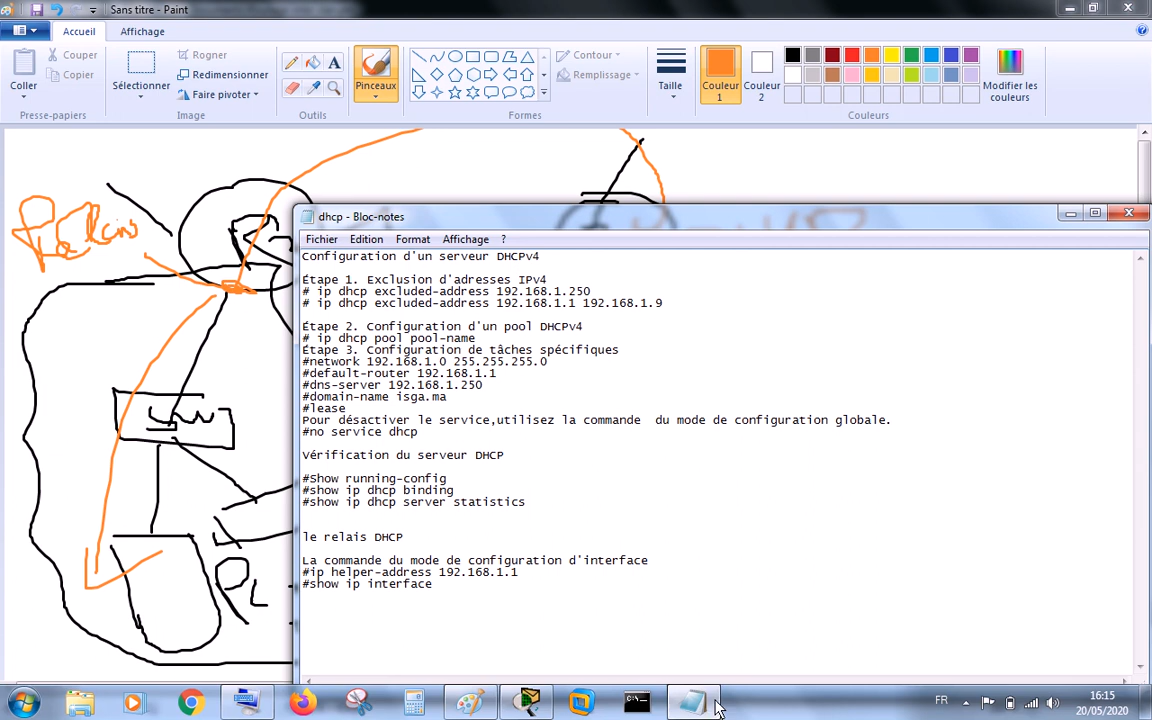 Sans titre - Paint
Accueil
Affichage
Coller
Couper
Copier
Presse-papiers
Sélectionner
Rogner
Redimensionner
Faire pivoter
Image
A
Outils
Pinceaux
Formes
Contour
Remplissage
Taille
Couleur 1
Couleur 2
Modifier les couleurs
Couleurs
Relais
dhcp - Bloc-notes
Fichier Edition Format Affichage ?
Configuration d'un serveur DHCPv4
Étape 1. Exclusion d'adresses IPv4
# ip dhcp excluded-address 192.168.1.250
# ip dhcp excluded-address 192.168.1.1 192.168.1.9
Étape 2. Configuration d'un pool DHCPv4
# ip dhcp pool pool-name
Étape 3. Configuration de tâches spécifiques
#network 192.168.1.0 255.255.255.0
#default-router 192.168.1.1
#dns-server 192.168.1.250
#domain-name isga.ma
#lease
Pour désactiver le service,utilisez la commande  du mode de configuration globale.
#no service dhcp
Vérification du serveur DHCP
#Show running-config
#show ip dhcp binding
#show ip dhcp server statistics
le relais DHCP
La commande du mode de configuration d'interface
#ip helper-address 192.168.1.1
#show ip interface
FR
16:15
20/05/2020